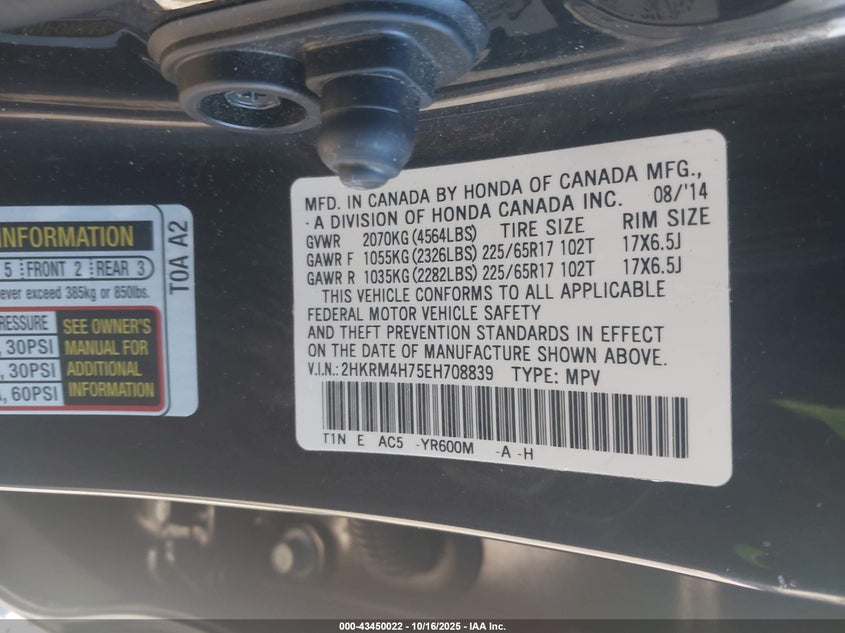 MFD. IN CANADA BY HONDA OF CANADA MFG.,
·A DIVISION OF HONDA CANADA INC. 08/'14
GVWR 2070KG (4564LBS) TIRE SIZE RIM SIZE
GAWR F 1055KG (2326LBS) 225/65R17 102T 17X6.5J
GAWR R 1035KG (2282LBS) 225/65R17 102T 17X6.5J
THIS VEHICLE CONFORMS TO ALL APPLICABLE
FEDERAL MOTOR VEHICLE SAFETY
AND THEFT PREVENTION STANDARDS IN EFFECT
ON THE DATE OF MANUFACTURE SHOWN ABOVE.
V.I.N.: 2HKRM4H75EH708839 TYPE: MPV
T1N E AC5 -YR600M -A -H
INFORMATION
5 FRONT 2 REAR 3
never exceed 385kg or 850lbs.
PRESSURE
, 30PSI
, 30PSI
, 60PSI
SEE OWNER'S
MANUAL FOR
ADDITIONAL
INFORMATION
T0A A2
000-43450022 - 10/16/2025 - IAA Inc.